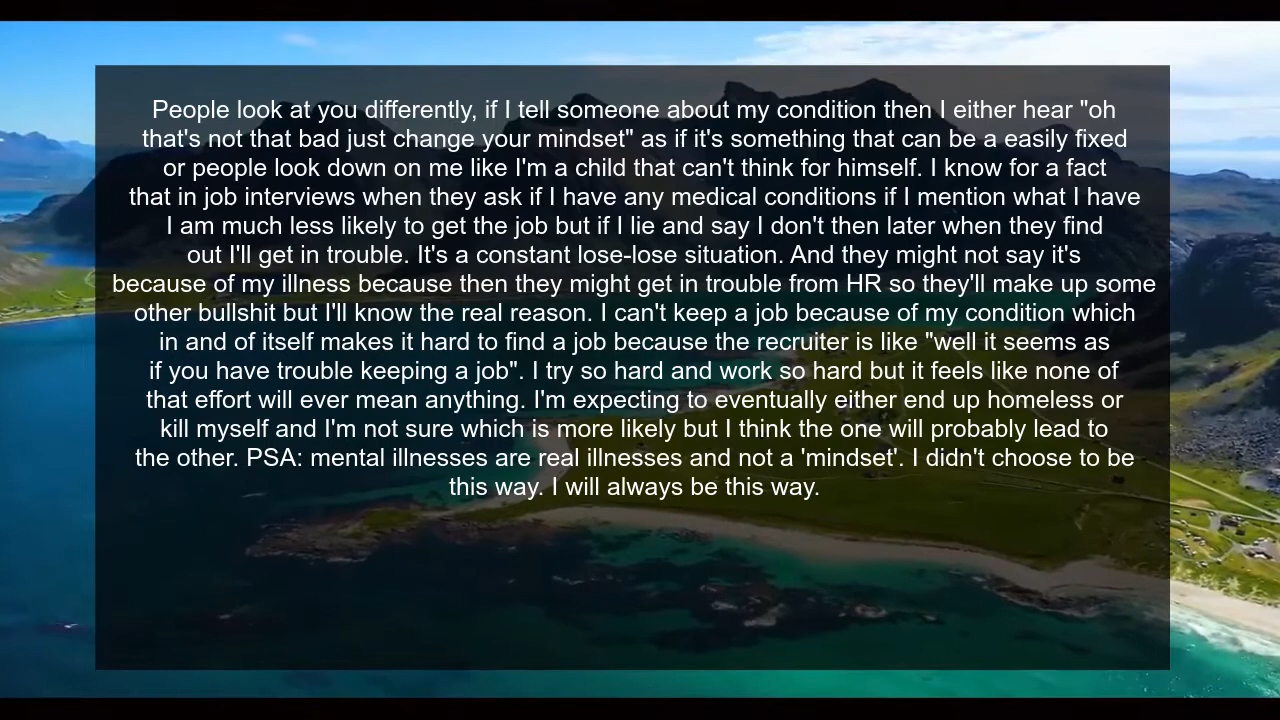 People look at you differently, if I tell someone about my condition then I either hear "oh
that's not that bad just change your mindset" as if it's something that can be a easily fixed
or people look down on me like I'm a child that can't think for himself. I know for a fact
that in job interviews when they ask if I have any medical conditions if I mention what I have
I am much less likely to get the job but if I lie and say I don't then later when they find
out I'll get in trouble. It's a constant lose-lose situation. And they might not say it's
because of my illness because then they might get in trouble from HR so they'll make up some
other bullshit but I'll know the real reason. I can't keep a job because of my condition which
in and of itself makes it hard to find a job because the recruiter is like "well it seems as
if you have trouble keeping a job". I try so hard and work so hard but it feels like none of
that effort will ever mean anything. I'm expecting to eventually either end up homeless or
kill myself and I'm not sure which is more likely but I think the one will probably lead to
the other. PSA: mental illnesses are real illnesses and not a 'mindset'. I didn't choose to be
this way. I will always be this way.